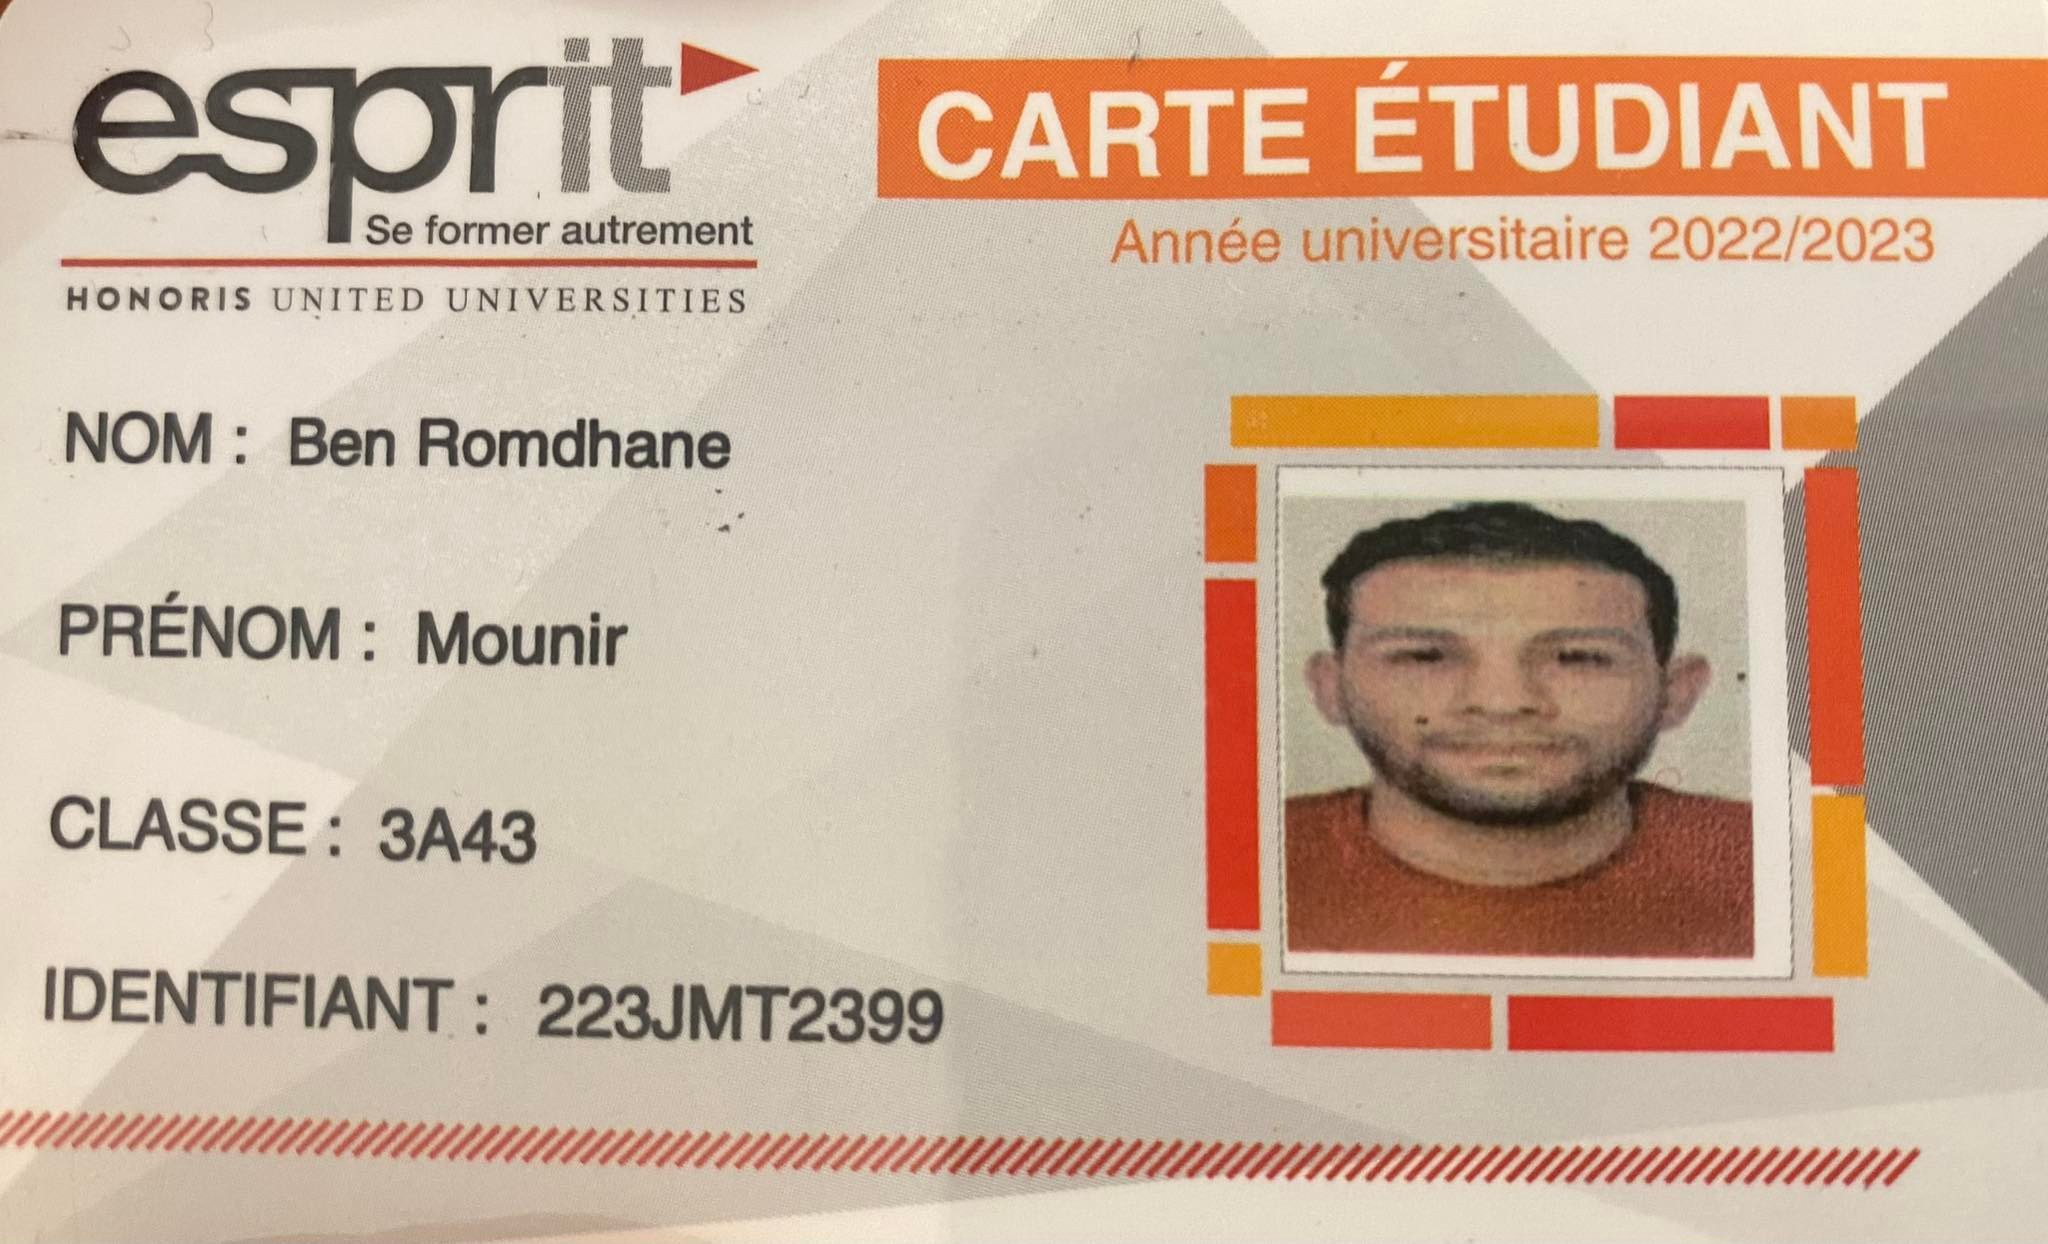 esprit
Se former autrement
HONORIS UNITED UNIVERSITIES
CARTE ÉTUDIANT
Année universitaire 2022/2023
NOM : Ben Romdhane
PRÉNOM : Mounir
CLASSE : 3A43
IDENTIFIANT : 223JMT2399